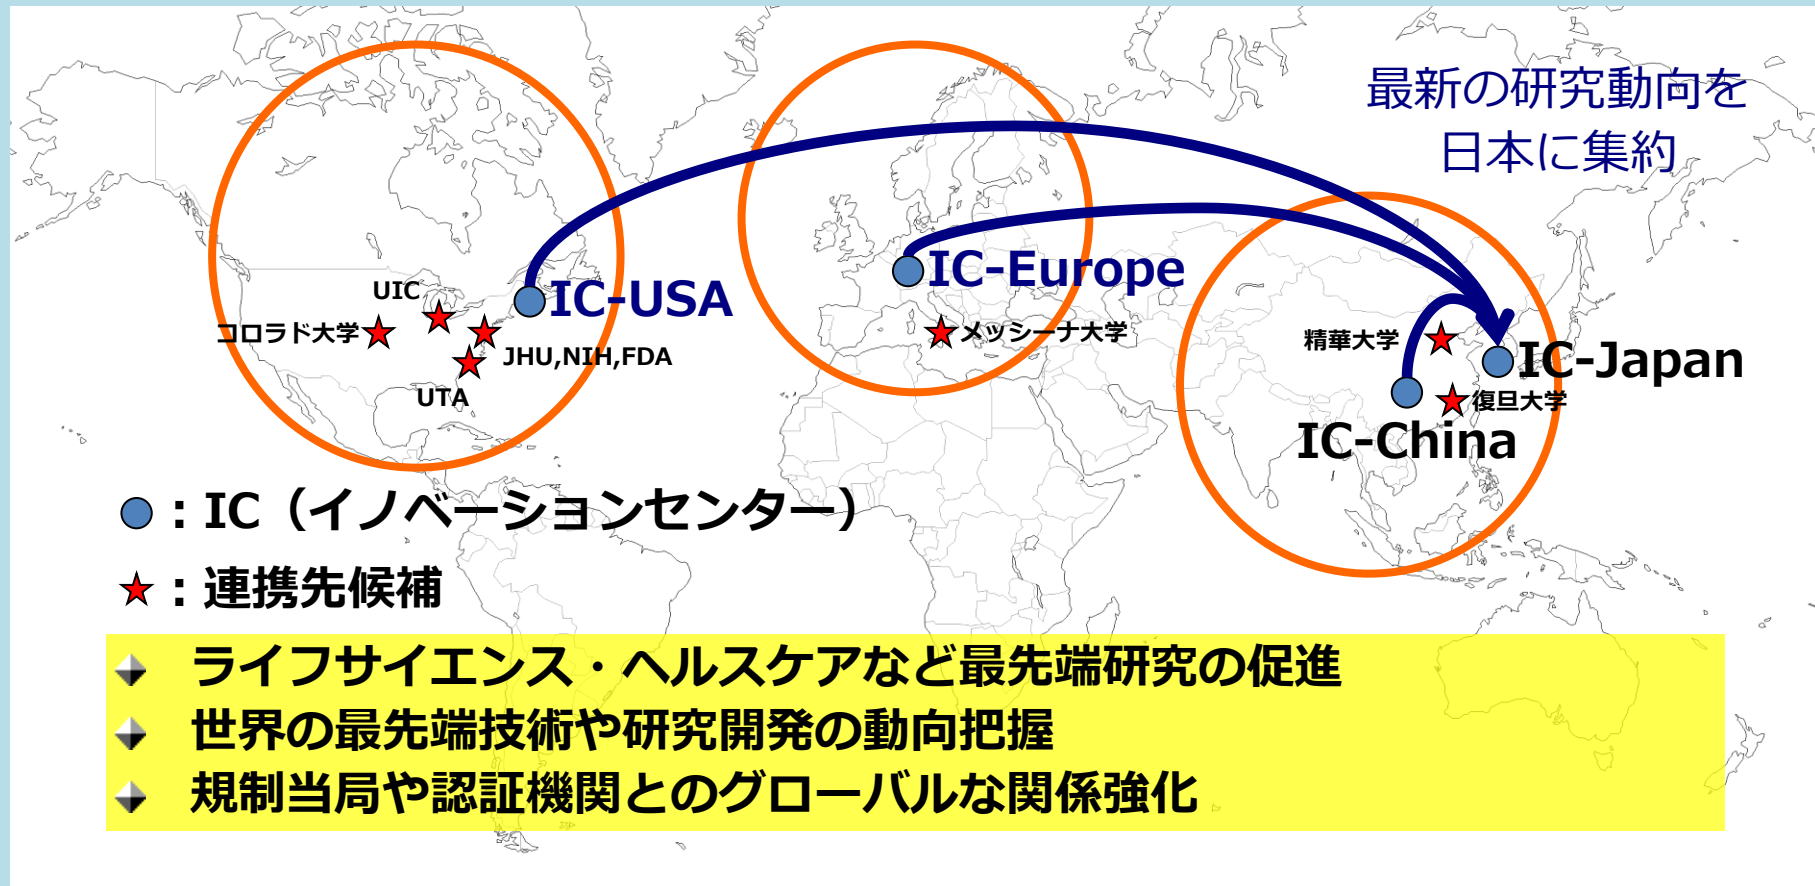 最新の研究動向を
日本に集約
IC-USA
IC-Europe
UIC
コロラド大学
JHU,NIH,FDA
UTA
メッシーナ大学
精華大学
IC-Japan
復旦大学
IC-China
：IC（イノベーションセンター）
：連携先候補
ライフサイエンス・ヘルスケアなど最先端研究の促進
世界の最先端技術や研究開発の動向把握
規制当局や認証機関とのグローバルな関係強化